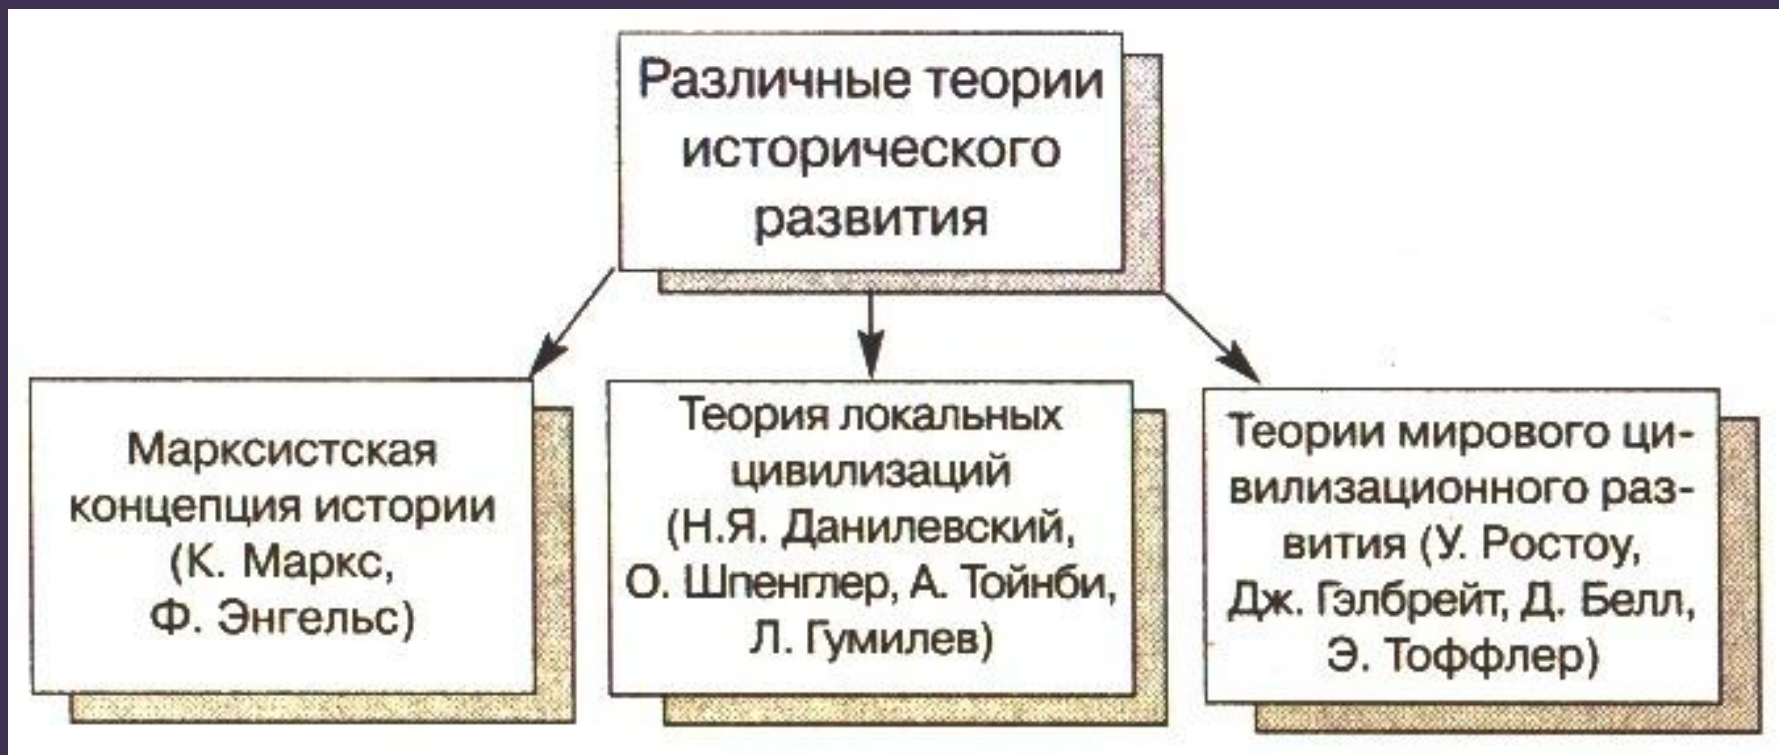 Различные теории
исторического
развития
Марксистская
концепция истории
(К. Маркс,
Ф. Энгельс)
Теория локальных
цивилизаций
(Н.Я. Данилевский,
О. Шпенглер, А. Тойнби,
Л. Гумилев)
Теории мирового ци-
вилизационного раз-
вития (У. Ростоу,
Дж. Гэлбрейт, Д. Белл,
Э. Тоффлер)